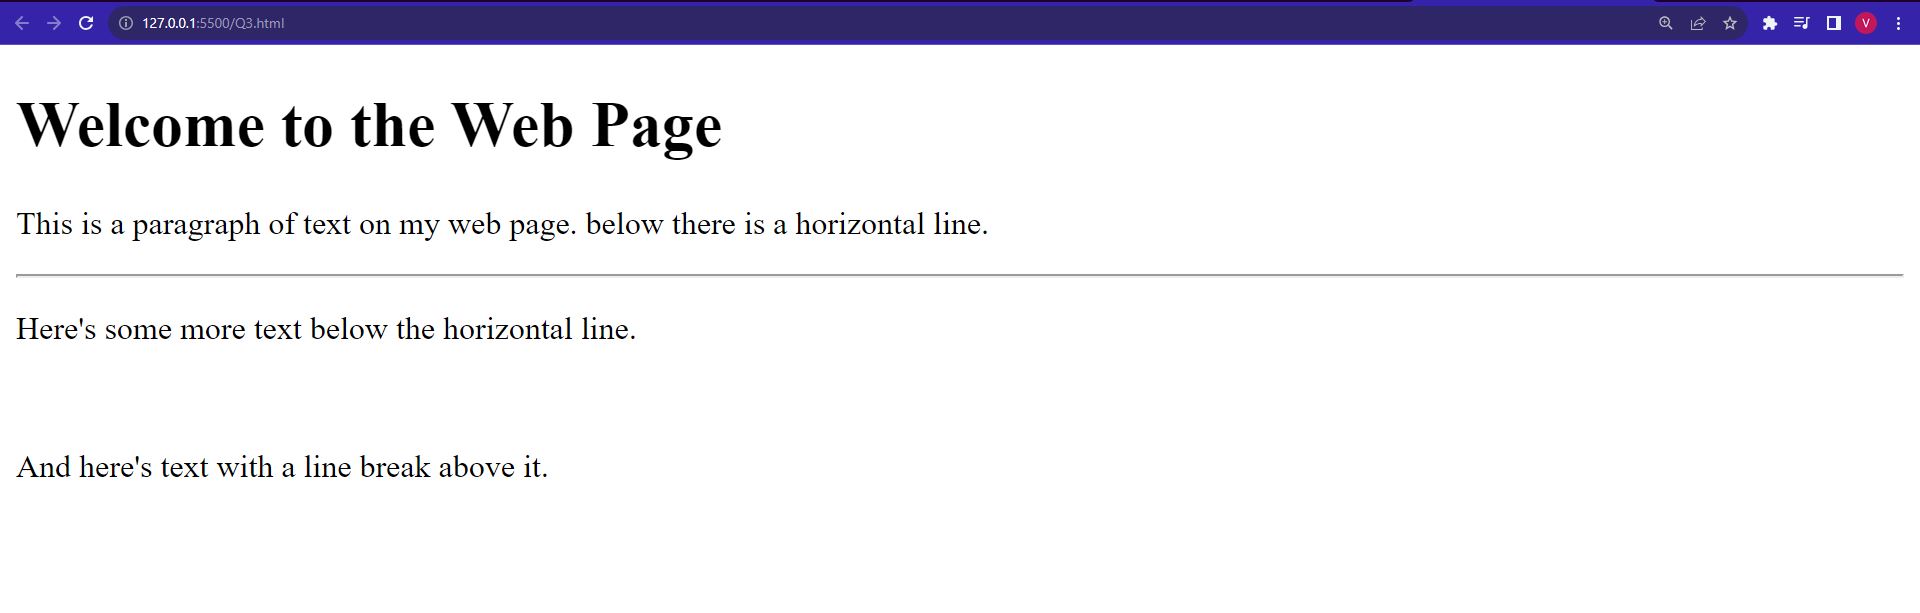 127.0.0.1:5500/Q3.html
V
Welcome to the Web Page
This is a paragraph of text on my web page. below there is a horizontal line.
Here's some more text below the horizontal line.
And here's text with a line break above it.